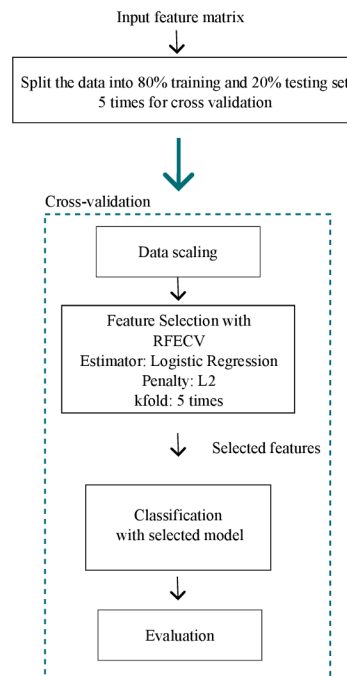 Input feature matrix
Split the data into 80% training and 20% testing set
5 times for cross validation
Cross-validation
Data scaling
Feature Selection with
RFECV
Estimator: Logistic Regression
Penalty: L2
kfold: 5 times
Selected features
Classification
with selected model
Evaluation